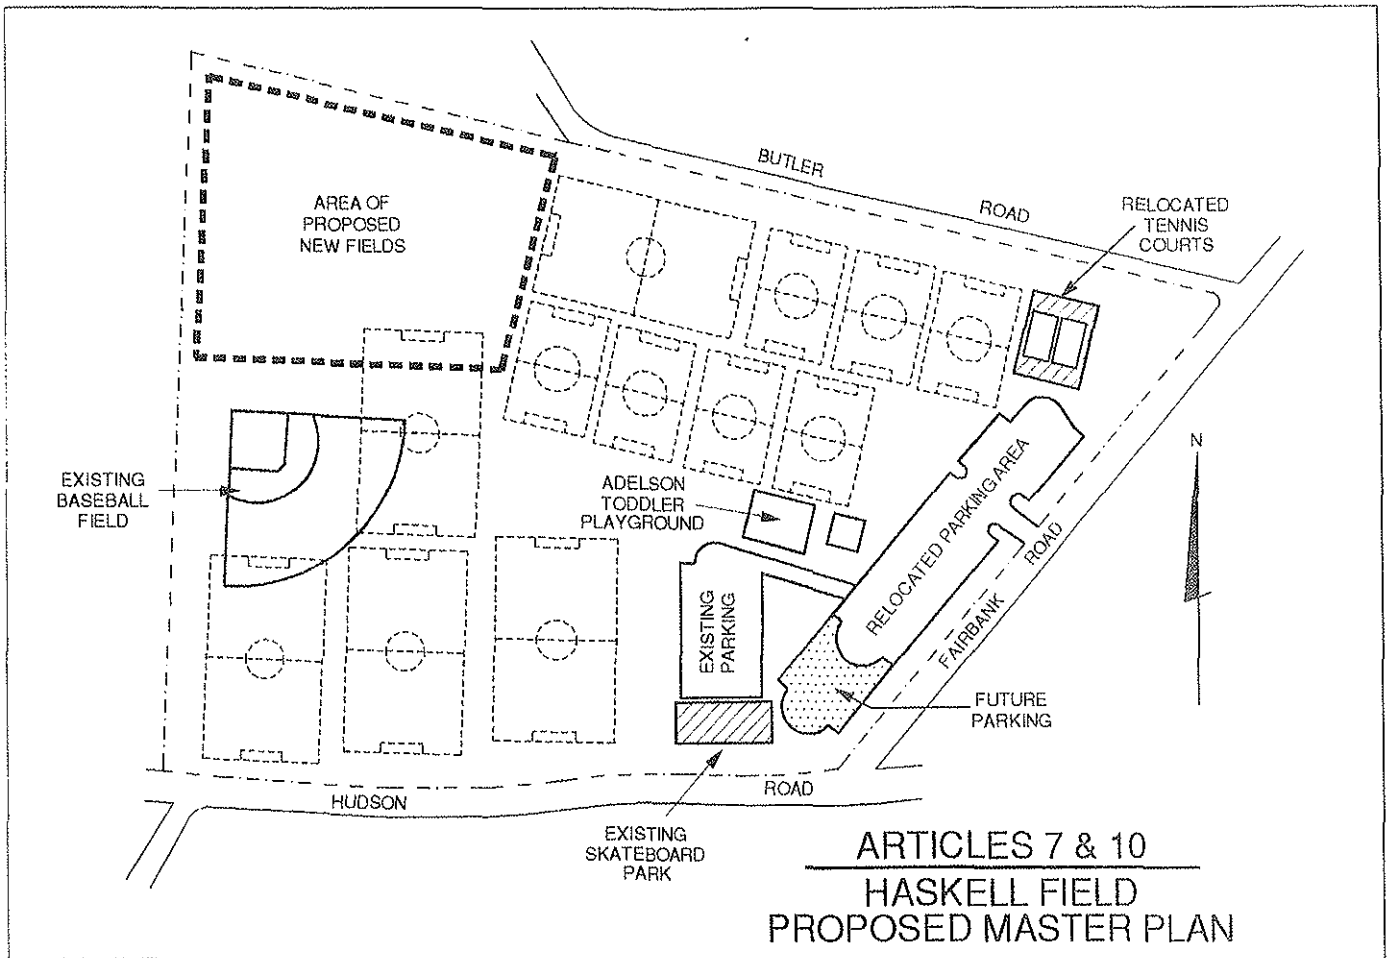 BUTLER
ROAD
AREA OF
PROPOSED
NEW FIELDS
RELOCATED
TENNIS
COURTS
N
EXISTING
BASEBALL
FIELD
ADELSON
TODDLER
PLAYGROUND
RELOCATED PARKING AREA
EXISTING
PARKING
FAIRBANK
ROAD
FUTURE
PARKING
HUDSON
ROAD
EXISTING
SKATEBOARD
PARK
ARTICLES 7 & 10
HASKELL FIELD
PROPOSED MASTER PLAN